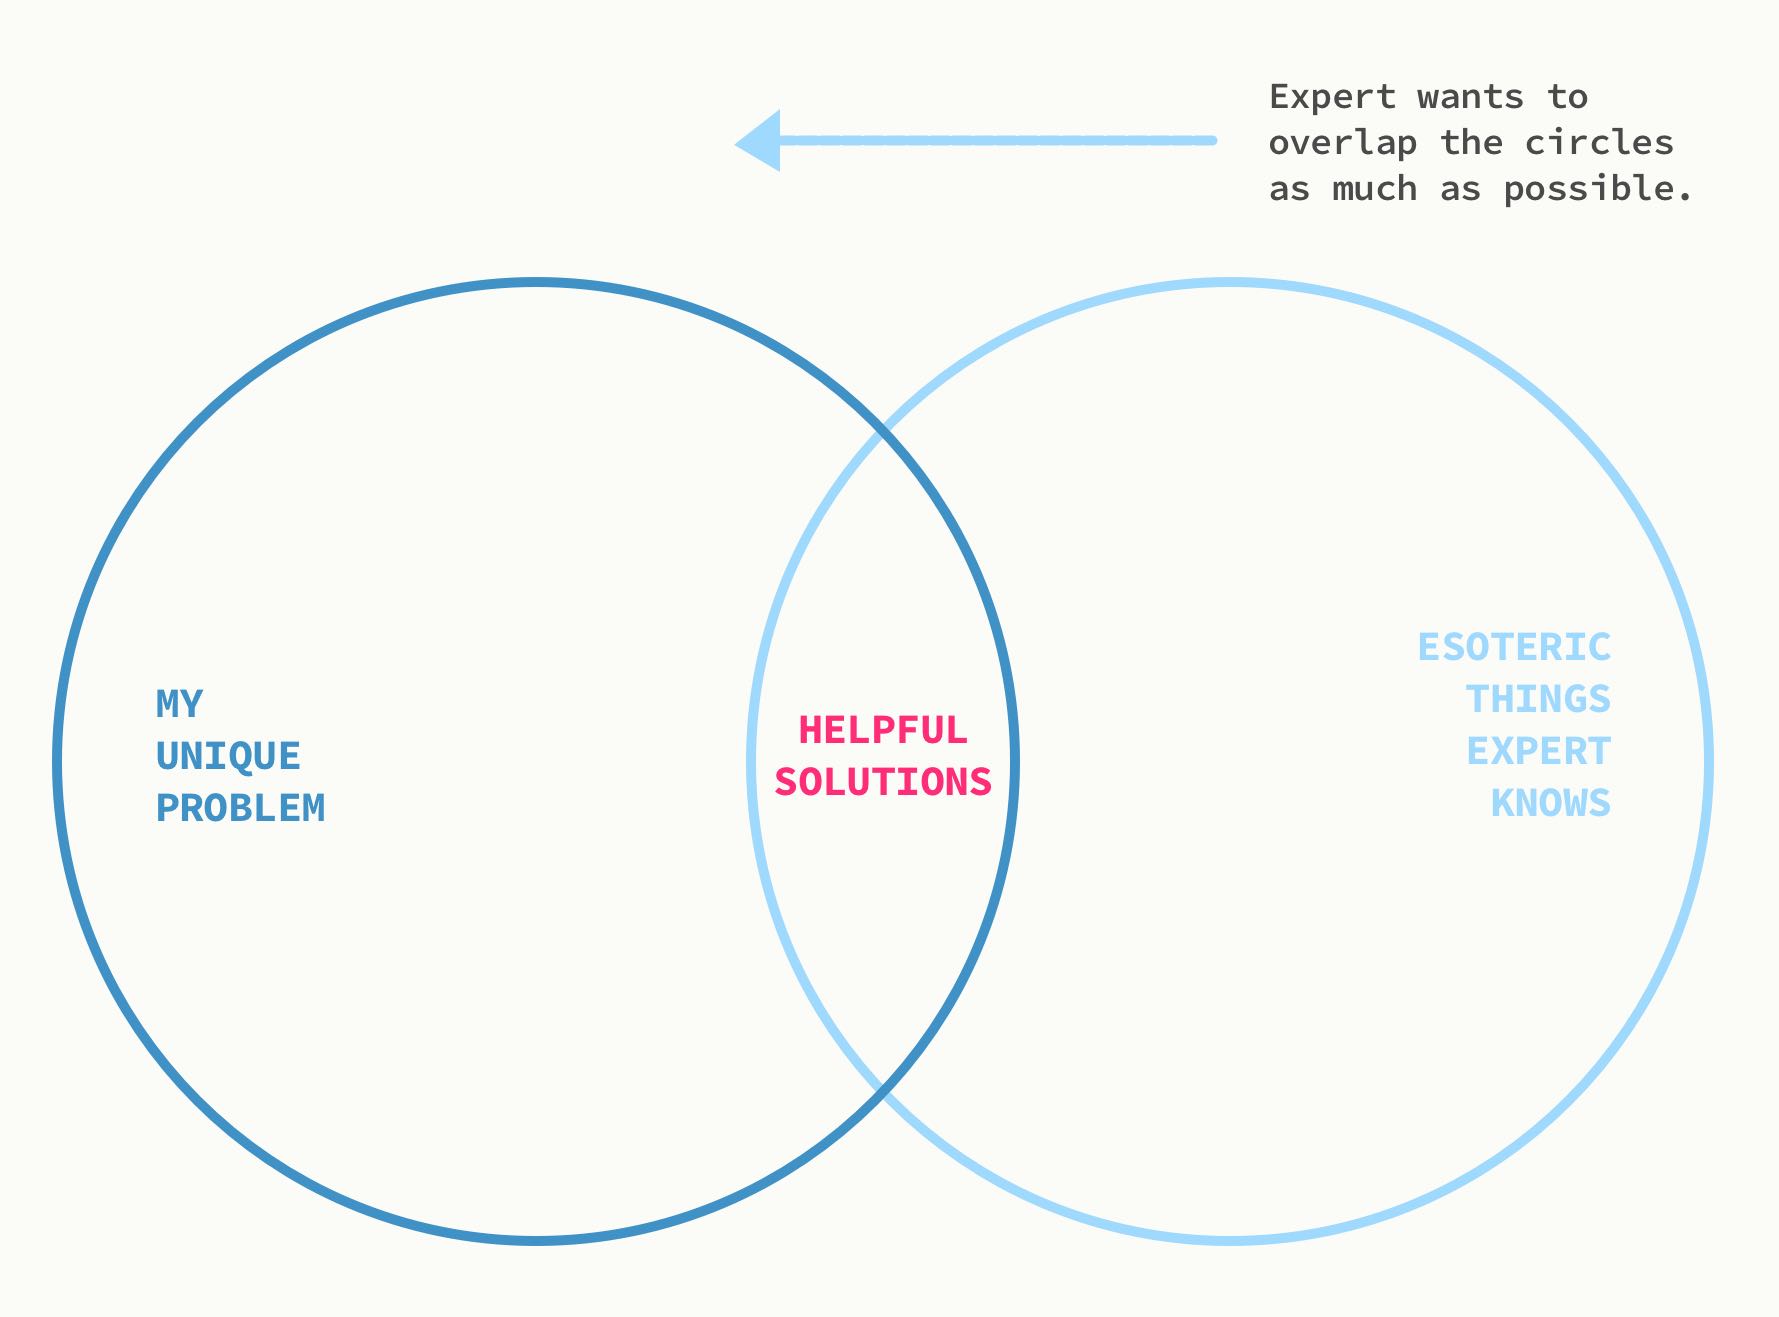 Expert wants to
overlap the circles
as much as possible.
MY
UNIQUE
PROBLEM
HELPFUL
SOLUTIONS
ESOTERIC
THINGS
EXPERT
KNOWS